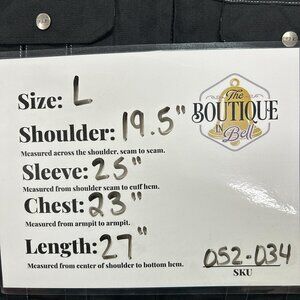 Size: L
The
BOUTIQUE
IN
Bell
Shoulder: 19.5"
Measured across the shoulder, seam to seam.
Sleeve: 25"
Measured from shoulder seam to cuff hem.
Chest: 23"
Measured from armpit to armpit.
Length: 27"
Measured from center of shoulder to bottom hem.
052-034
SKU